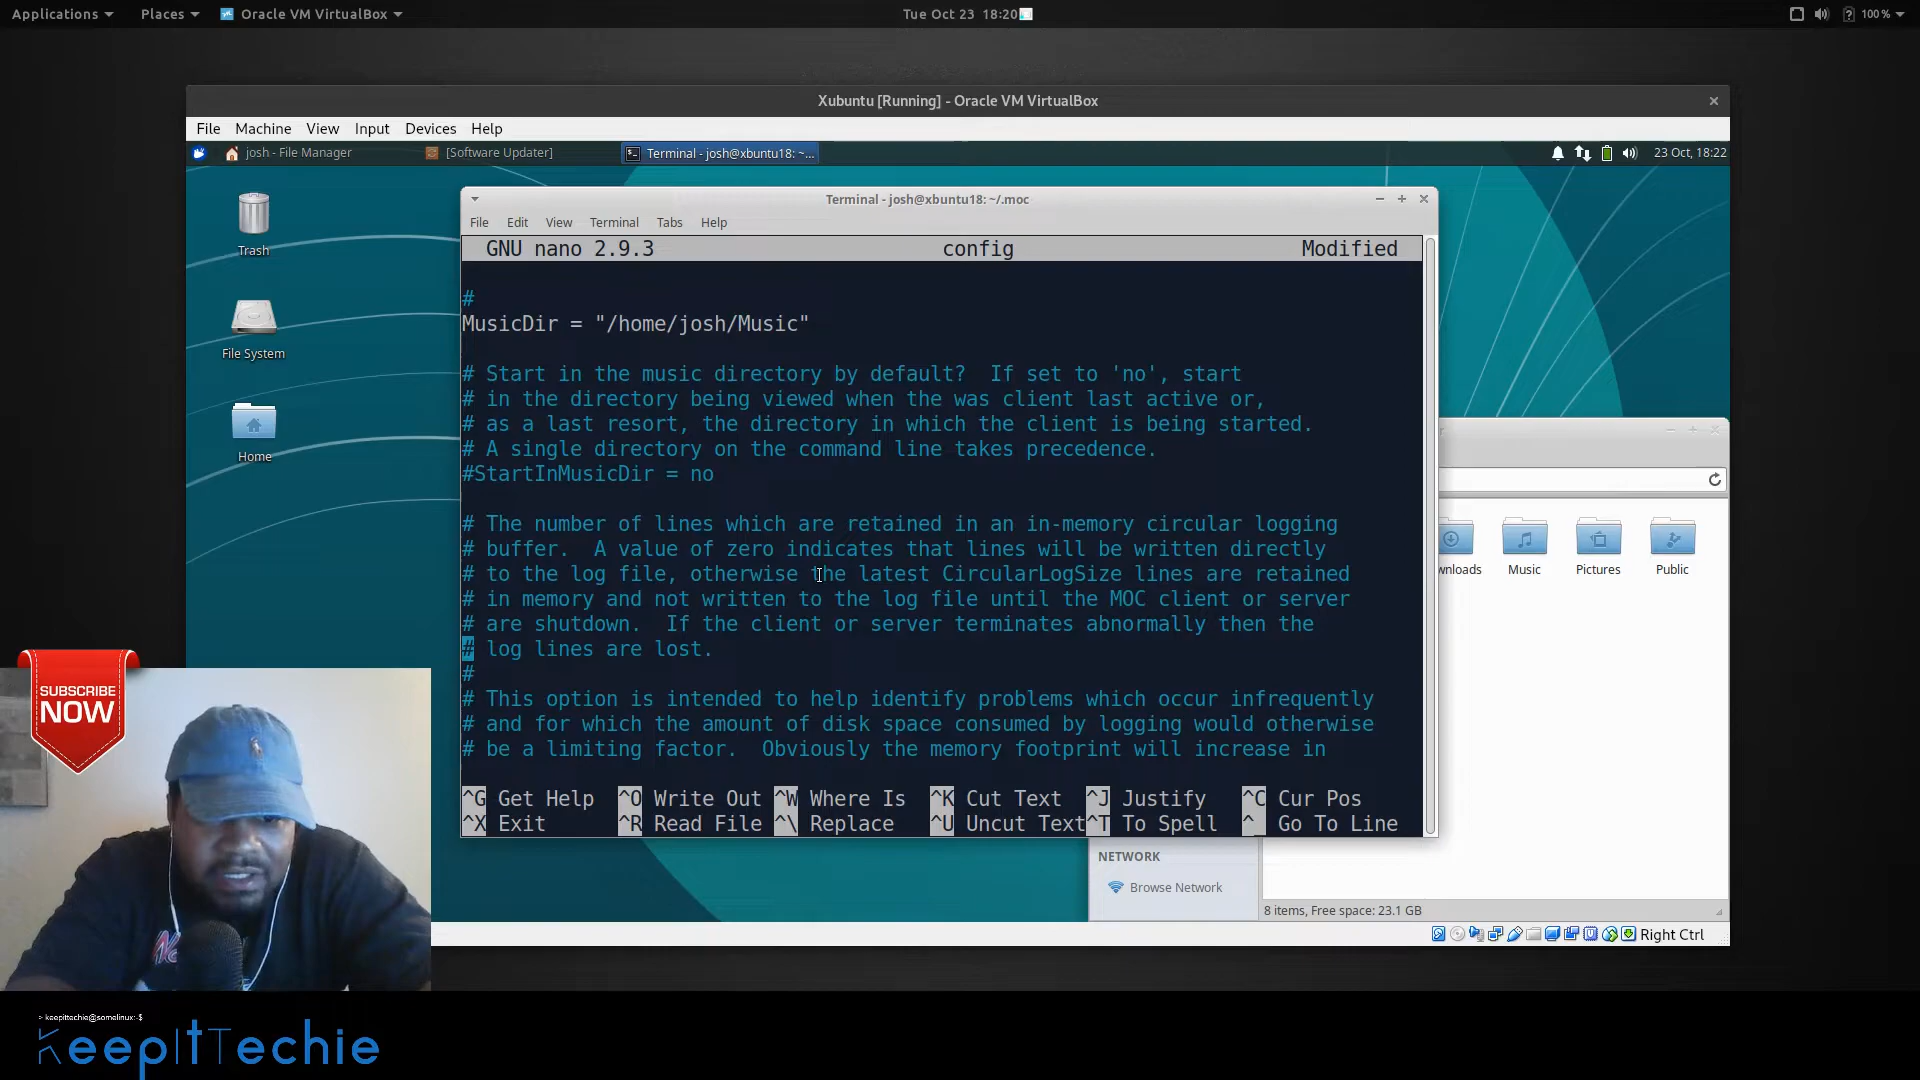 Applications
Places
Oracle VM VirtualBox
Tue Oct 23 18:20
100%
Xubuntu [Running] - Oracle VM VirtualBox
File Machine View Input Devices Help
josh - File Manager
[Software Updater]
Terminal - josh@xbuntu18: ~...
23 Oct, 18:22
Trash
File System
Home
Terminal - josh@xbuntu18: ~/.moc
File Edit View Terminal Tabs Help
GNU nano 2.9.3 config Modified
#
MusicDir = "/home/josh/Music"
# Start in the music directory by default?  If set to 'no', start
# in the directory being viewed when the was client last active or,
# as a last resort, the directory in which the client is being started.
# A single directory on the command line takes precedence.
#StartInMusicDir = no
# The number of lines which are retained in an in-memory circular logging
# buffer.  A value of zero indicates that lines will be written directly
# to the log file, otherwise the latest CircularLogSize lines are retained
# in memory and not written to the log file until the MOC client or server
# are shutdown.  If the client or server terminates abnormally then the
# log lines are lost.
#
# This option is intended to help identify problems which occur infrequently
# and for which the amount of disk space consumed by logging would otherwise
# be a limiting factor.  Obviously the memory footprint will increase in
^G Get Help ^O Write Out ^W Where Is ^K Cut Text ^J Justify ^C Cur Pos
^X Exit ^R Read File ^\ Replace ^U Uncut Text ^T To Spell ^_ Go To Line
wnloads
Music
Pictures
Public
NETWORK
Browse Network
8 items, Free space: 23.1 GB
Right Ctrl
SUBSCRIBE
NOW
> keepittechie@somelinux:~$
KeepItTechie